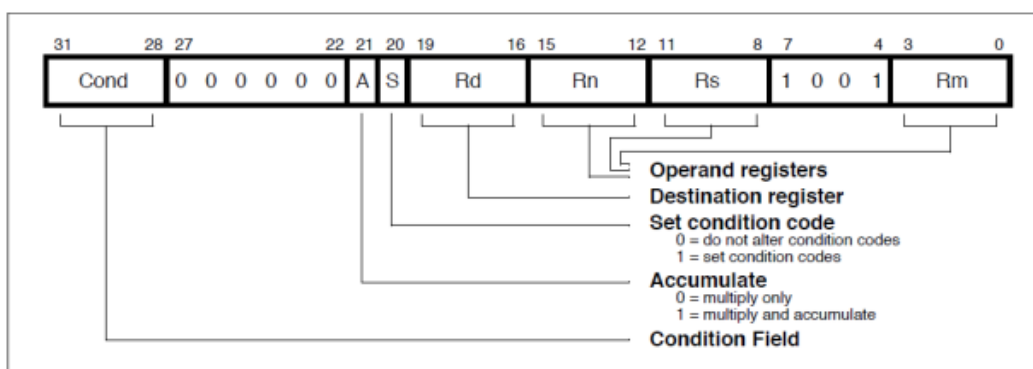 31 28 27 22 21 20 19 16 15 12 11 8 7 4 3 0
Cond 0 0 0 0 0 0 A S Rd Rn Rs 1 0 0 1 Rm
Operand registers
Destination register
Set condition code
0 = do not alter condition codes
1 = set condition codes
Accumulate
0 = multiply only
1 = multiply and accumulate
Condition Field